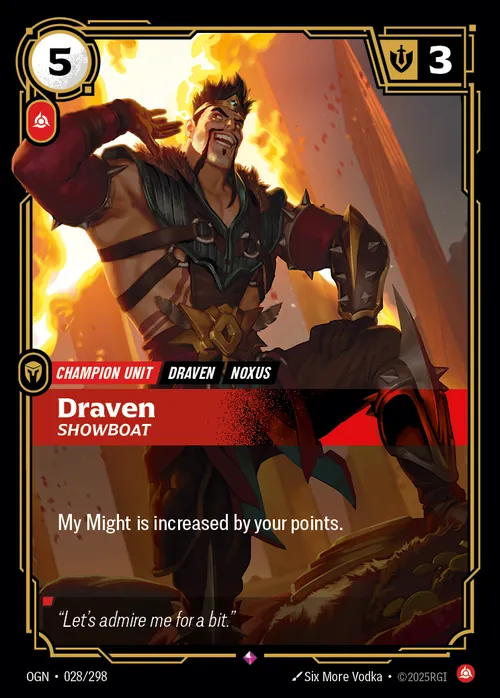 5
3
CHAMPION UNIT DRAVEN NOXUS
Draven
SHOWBOAT
My Might is increased by your points.
“Let’s admire me for a bit.”
OGN • 028/298 Six More Vodka • ©2025RGI